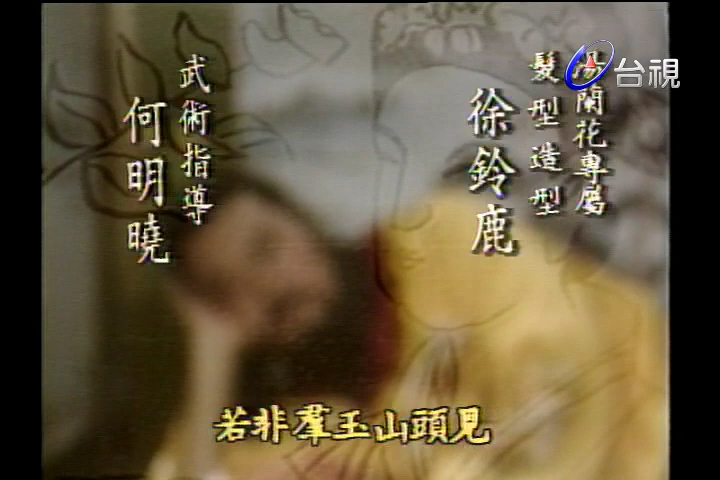 台視
湯蘭花專屬
髮型造型
徐鈴鹿
武術指導
何明曉
若非羣玉山頭見